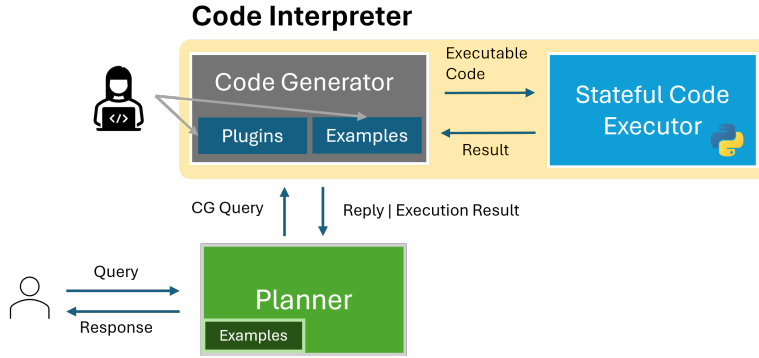 Code Interpreter
Code Generator
Plugins
Examples
Executable
Code
Result
Stateful Code
Executor
</>
CG Query
Reply | Execution Result
Query
Response
Planner
Examples